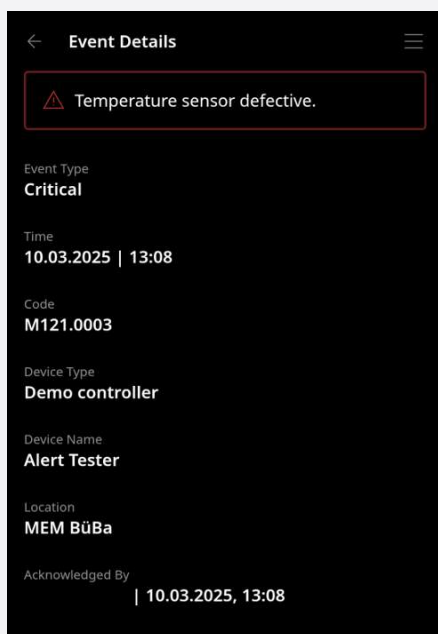 Event Details
Temperature sensor defective.
Event Type
Critical
Time
10.03.2025 | 13:08
Code
M121.0003
Device Type
Demo controller
Device Name
Alert Tester
Location
MEM BüBa
Acknowledged By
| 10.03.2025, 13:08